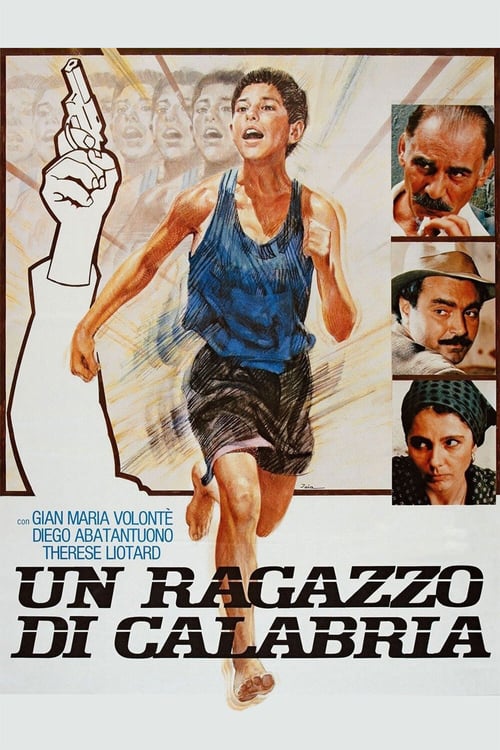 con GIAN MARIA VOLONTÈ
DIEGO ABATANTUONO
THERESE LIOTARD
UN RAGAZZO
DI CALABRIA